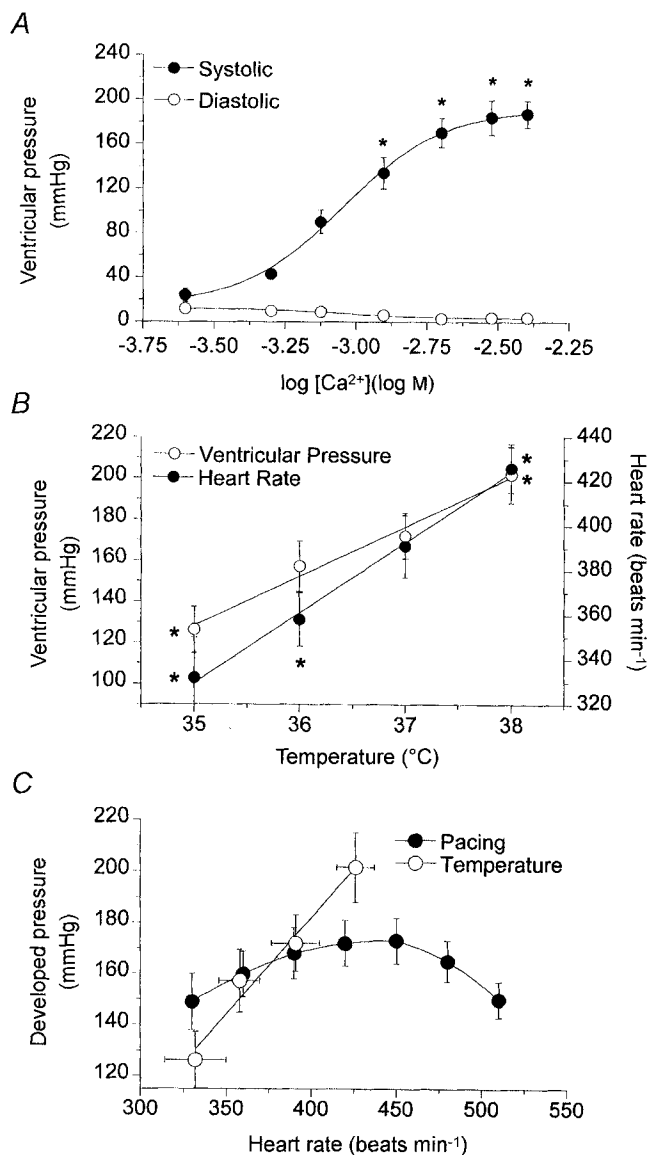 A
240
200
160
120
80
40
0
Ventricular pressure
(mmHg)
Systolic
Diastolic
* * * *
-3.75 -3.50 -3.25 -3.00 -2.75 -2.50 -2.25
log [Ca²⁺](log M)
B
220
200
180
160
140
120
100
Ventricular pressure
(mmHg)
Ventricular Pressure
Heart Rate
* * * * *
440
420
400
380
360
340
320
Heart rate
(beats min⁻¹)
35 36 37 38
Temperature (°C)
C
220
200
180
160
140
120
Developed pressure
(mmHg)
Pacing
Temperature
300 350 400 450 500 550
Heart rate (beats min⁻¹)